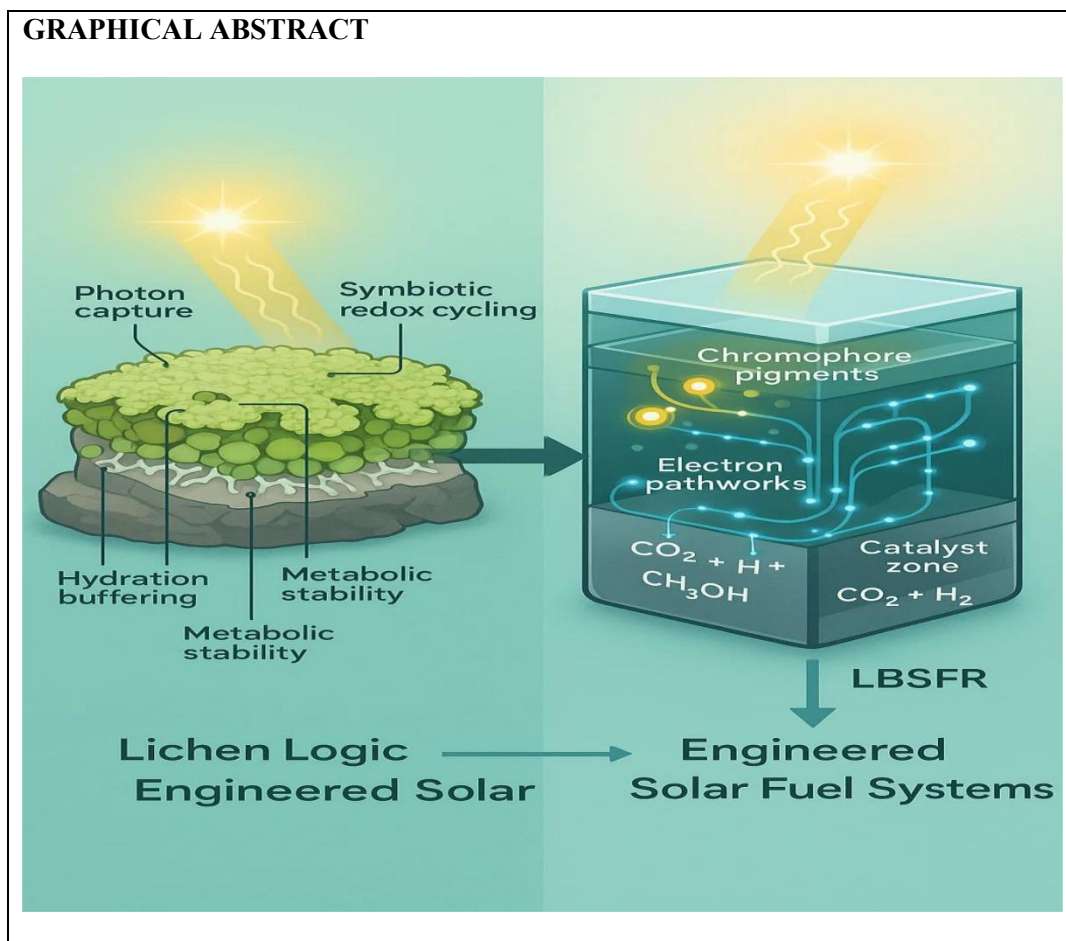 GRAPHICAL ABSTRACT
Photon
capture
Symbiotic
redox cycling
Hydration
buffering
Metabolic
stability
Metabolic
stability
Chromophore
pigments
Electron
pathworks
CO₂ + H⁺
CH₃OH
Catalyst
zone
CO₂ + H₂
LBSFR
Lichen Logic
Engineered Solar
Engineered
Solar Fuel Systems